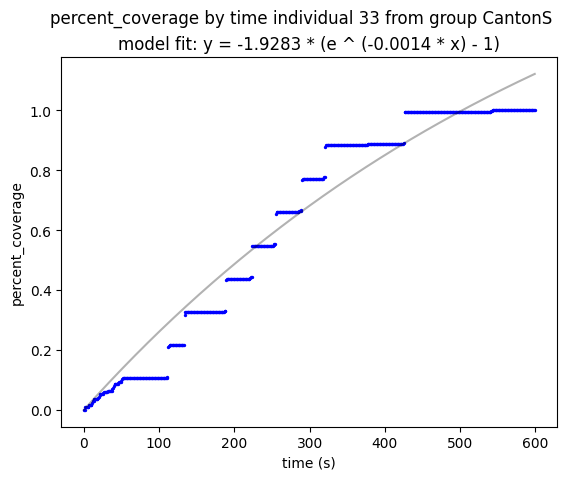 percent_coverage by time individual 33 from group CantonS
model fit: y = -1.9283 * (e ^ (-0.0014 * x) - 1)
percent_coverage
1.0
0.8
0.6
0.4
0.2
0.0
0 100 200 300 400 500 600
time (s)